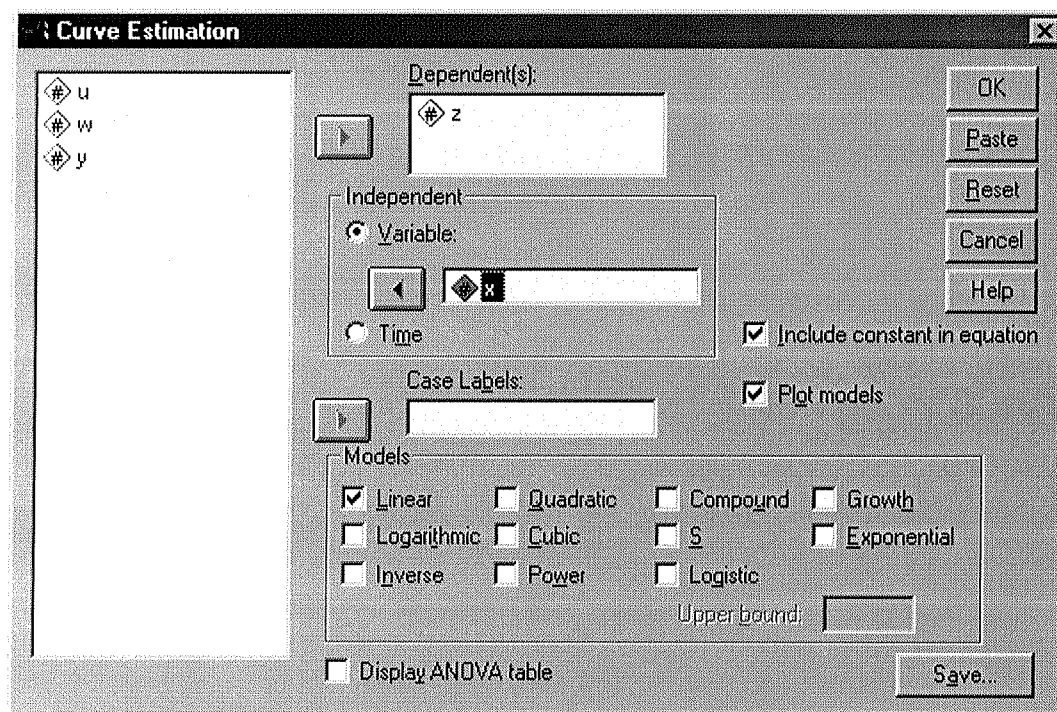 Curve Estimation
# u
# w
# y
Dependent(s):
# z
Independent
Variable:
# x
Time
Case Labels:
OK
Paste
Reset
Cancel
Help
Include constant in equation
Plot models
Models
Linear
Quadratic
Compound
Growth
Logarithmic
Cubic
S
Exponential
Inverse
Power
Logistic
Upper bound:
Display ANOVA table
Save...